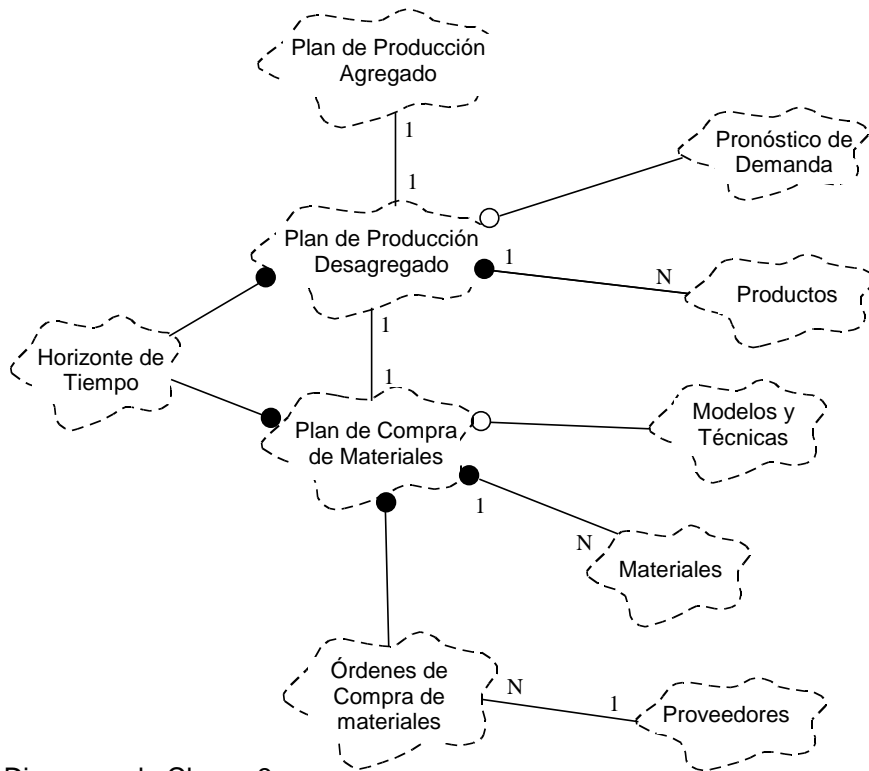 Plan de Producción
Agregado
1
Pronóstico de
Demanda
1
Plan de Producción
Desagregado
1
N
Productos
1
Horizonte de
Tiempo
1
Modelos y
Técnicas
Plan de Compra
de Materiales
1
N
Materiales
Órdenes de
Compra de
materiales
N
1
Proveedores